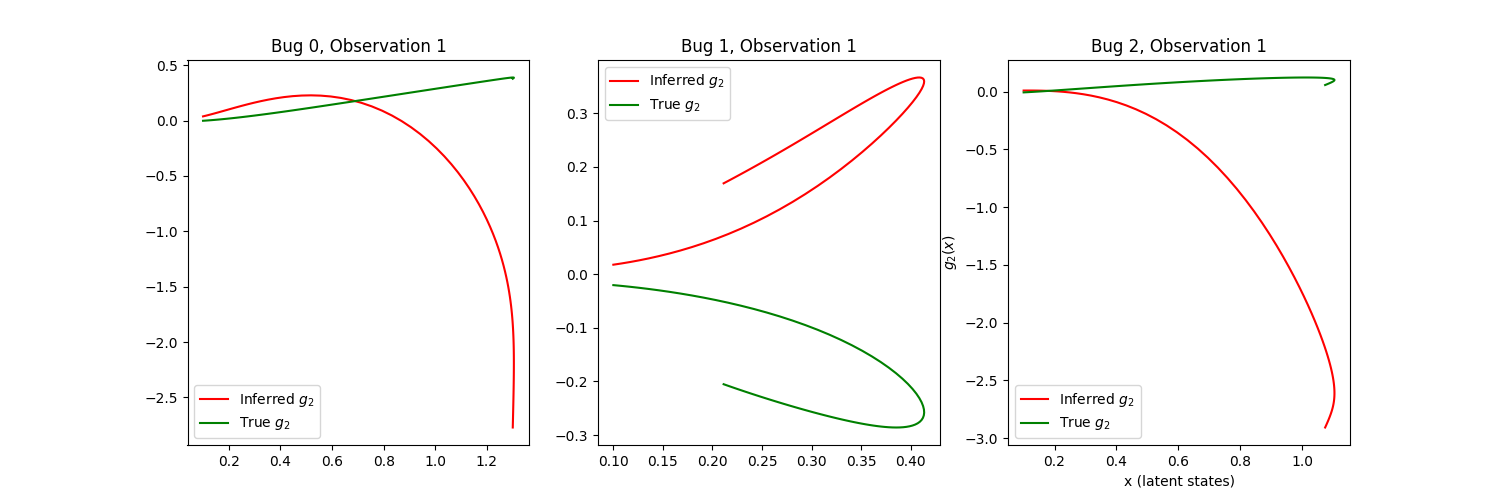 Bug 0, Observation 1
0.5
0.0
−0.5
−1.0
−1.5
−2.0
−2.5
Inferred g₂
True g₂
0.2 0.4 0.6 0.8 1.0 1.2
Bug 1, Observation 1
Inferred g₂
True g₂
0.3
0.2
0.1
0.0
−0.1
−0.2
−0.3
0.10 0.15 0.20 0.25 0.30 0.35 0.40
Bug 2, Observation 1
g₂(x)
0.0
−0.5
−1.0
−1.5
−2.0
−2.5
−3.0
Inferred g₂
True g₂
0.2 0.4 0.6 0.8 1.0
x (latent states)